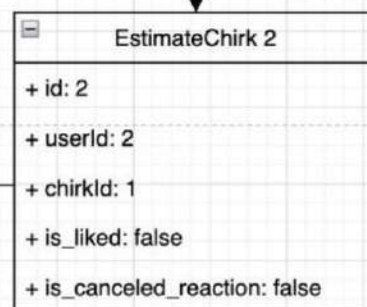 EstimateChirk 2
+ id: 2
+ userId: 2
+ chirkId: 1
+ is_liked: false
+ is_canceled_reaction: false